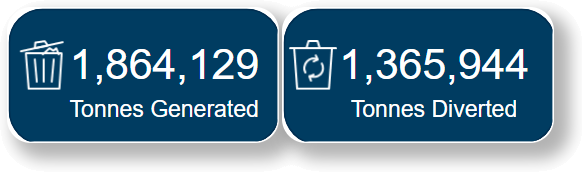 1,864,129
Tonnes Generated
1,365,944
Tonnes Diverted